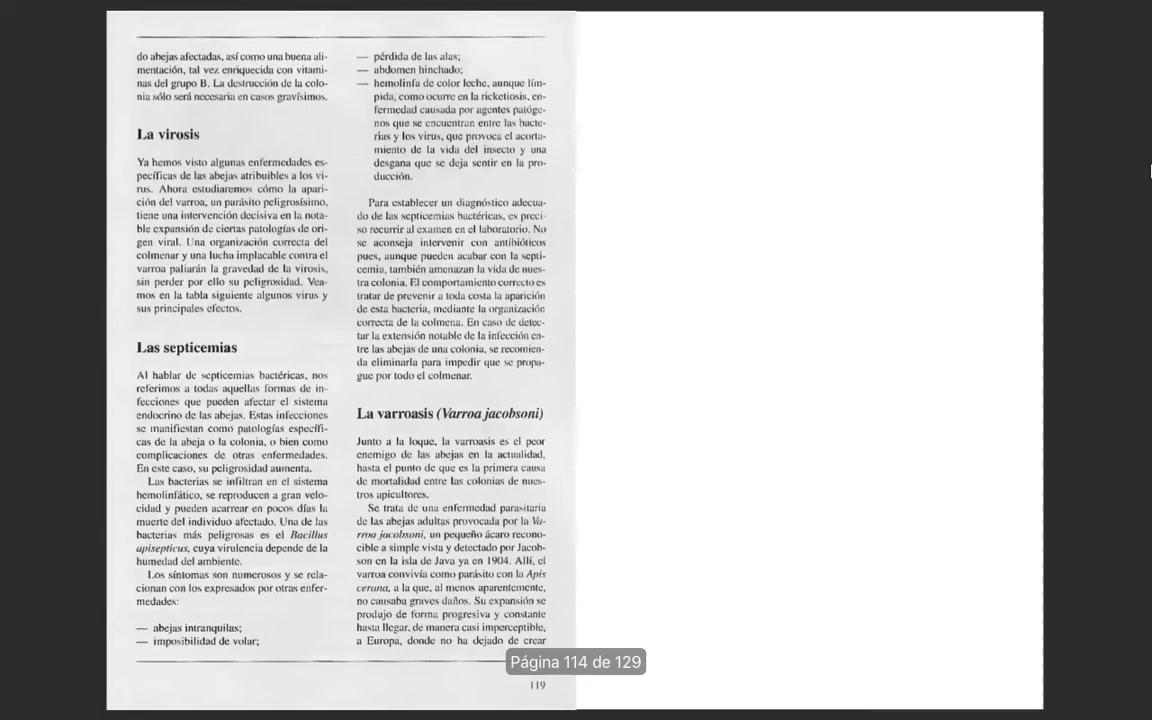 do abejas afectadas, así como una buena ali-
mentación, tal vez enriquecida con vitami-
nas del grupo B. La destrucción de la colo-
nia sólo será necesaria en casos gravísimos.
La virosis
Ya hemos visto algunas enfermedades es-
pecíficas de las abejas atribuibles a los vi-
rus. Ahora estudiaremos cómo la apari-
ción del varroa, un parásito peligrosísimo,
tiene una intervención decisiva en la nota-
ble expansión de ciertas patologías de ori-
gen viral. Una organización correcta del
colmenar y una lucha implacable contra el
varroa paliarán la gravedad de la virosis,
sin perder por ello su peligrosidad. Vea-
mos en la tabla siguiente algunos virus y
sus principales efectos.
Las septicemias
Al hablar de septicemias bactéricas, nos
referimos a todas aquellas formas de in-
fecciones que pueden afectar el sistema
endocrino de las abejas. Estas infecciones
se manifiestan como patologías específi-
cas de la abeja o la colonia, o bien como
complicaciones de otras enfermedades.
En este caso, su peligrosidad aumenta.
Las bacterias se infiltran en el sistema
hemolinfático, se reproducen a gran velo-
cidad y pueden acarrear en pocos días la
muerte del individuo afectado. Una de las
bacterias más peligrosas es el Bacillus
apisepticus, cuya virulencia depende de la
humedad del ambiente.
Los síntomas son numerosos y se rela-
cionan con los expresados por otras enfer-
medades:
— abejas intranquilas;
— imposibilidad de volar;
— pérdida de las alas;
— abdomen hinchado;
— hemolinfa de color leche, aunque lím-
pida, como ocurre en la ricketiosis, en-
fermedad causada por agentes patóge-
nos que se encuentran entre las bacte-
rias y los virus, que provoca el acorta-
miento de la vida del insecto y una
desgana que se deja sentir en la pro-
ducción.
Para establecer un diagnóstico adecua-
do de las septicemias bactéricas, es preci-
so recurrir al examen en el laboratorio. No
se aconseja intervenir con antibióticos
pues, aunque pueden acabar con la septi-
cemia, también amenazan la vida de nues-
tra colonia. El comportamiento correcto es
tratar de prevenir a toda costa la aparición
de esta bacteria, mediante la organización
correcta de la colmena. En caso de detec-
tar la extensión notable de la infección en-
tre las abejas de una colonia, se recomien-
da eliminarla para impedir que se propa-
gue por todo el colmenar.
La varroasis (Varroa jacobsoni)
Junto a la loque, la varroasis es el peor
enemigo de las abejas en la actualidad,
hasta el punto de que es la primera causa
de mortalidad entre las colonias de nues-
tros apicultores.
Se trata de una enfermedad parasitaria
de las abejas adultas provocada por la Va-
rroa jacobsoni, un pequeño ácaro recono-
cible a simple vista y detectado por Jacob-
son en la isla de Java ya en 1904. Allí, el
varroa convivía como parásito con la Apis
cerana, a la que, al menos aparentemente,
no causaba graves daños. Su expansión se
produjo de forma progresiva y constante
hasta llegar, de manera casi imperceptible,
a Europa, donde no ha dejado de crear
Página 114 de 129
119